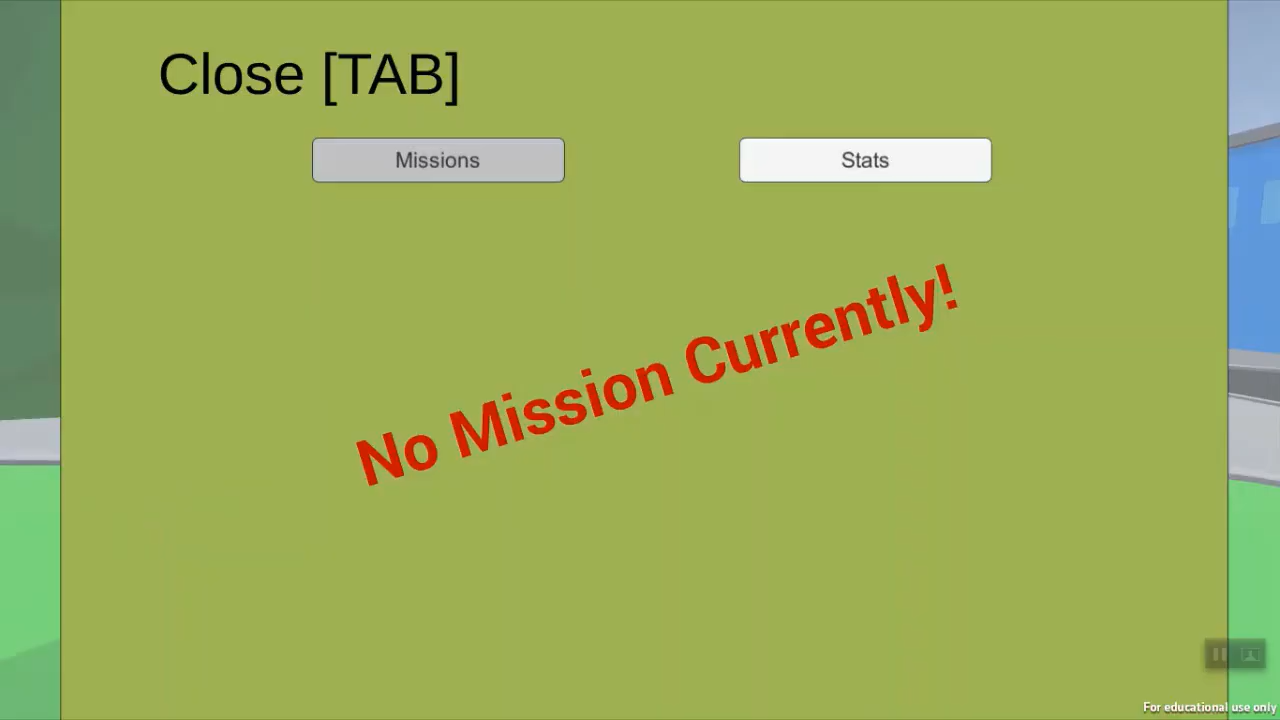 Close [TAB]
Missions
Stats
No Mission Currently!
For educational use only